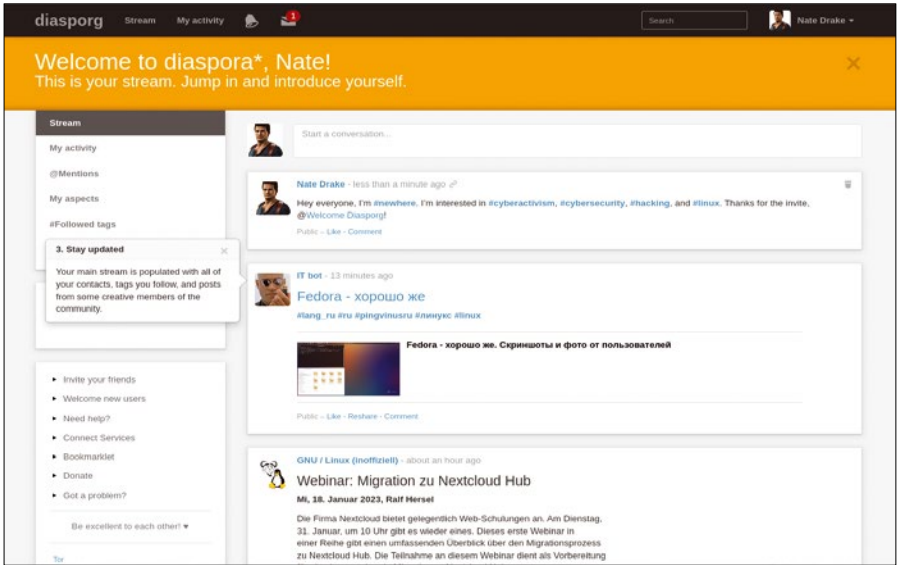 diasporg Stream My activity 1 Search Nate Drake
Welcome to diaspora*, Nate!
This is your stream. Jump in and introduce yourself.
Stream
My activity
@Mentions
My aspects
#Followed tags
3. Stay updated
Your main stream is populated with all of
your contacts, tags you follow, and posts
from some creative members of the
community.
Invite your friends
Welcome new users
Need help?
Connect Services
Bookmarklet
Donate
Got a problem?
Be excellent to each other! ♥
Tor
Start a conversation...
Nate Drake - less than a minute ago
Hey everyone, I'm #newhere. I'm interested in #cyberactivism, #cybersecurity, #hacking, and #linux. Thanks for the invite,
@Welcome Diasporg!
Public – Like · Comment
IT bot - 13 minutes ago
Fedora - хорошо же
#lang_ru #ru #pingvinusru #линукс #linux
Fedora - хорошо же. Скриншоты и фото от пользователей
Public – Like · Reshare · Comment
GNU / Linux (inoffiziell) - about an hour ago
Webinar: Migration zu Nextcloud Hub
Mi, 18. Januar 2023, Ralf Hersel
Die Firma Nextcloud bietet gelegentlich Web-Schulungen an. Am Dienstag,
31. Januar, um 10 Uhr gibt es wieder eines. Dieses erste Webinar in
einer Reihe gibt einen umfassenden Überblick über den Migrationsprozess
zu Nextcloud Hub. Die Teilnahme an diesem Webinar dient als Vorbereitung